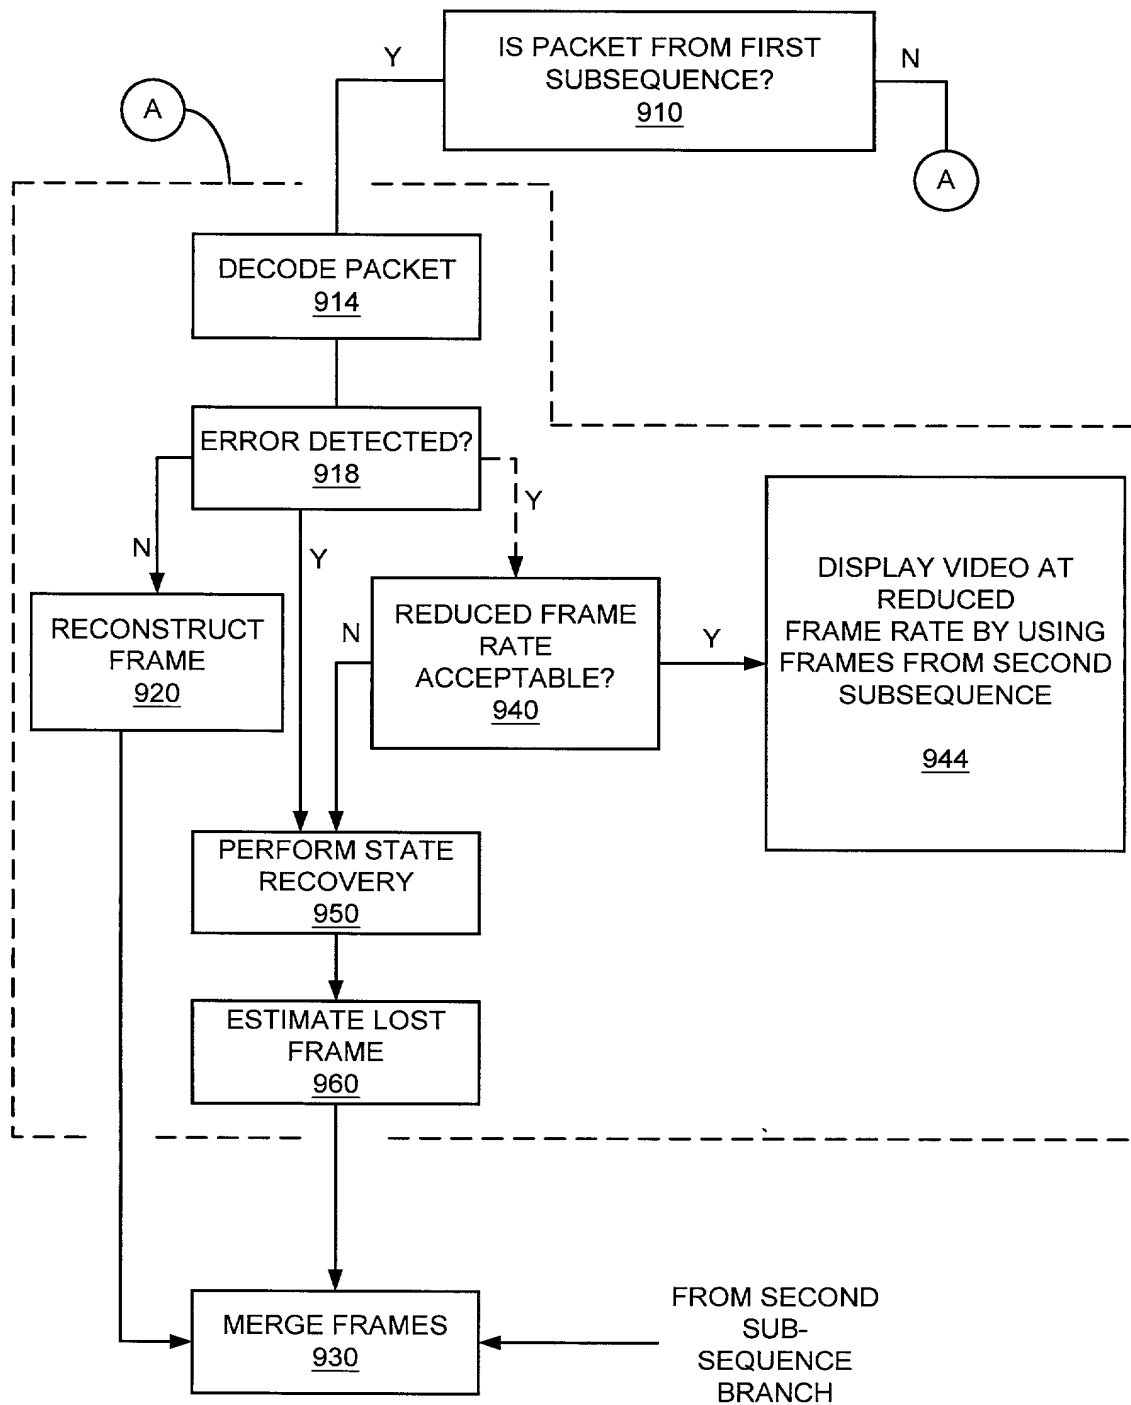 IS PACKET FROM FIRST
SUBSEQUENCE?
910
Y
N
A
A
DECODE PACKET
914
ERROR DETECTED?
918
N
Y
Y
RECONSTRUCT
FRAME
920
N
REDUCED FRAME
RATE
ACCEPTABLE?
940
Y
DISPLAY VIDEO AT
REDUCED
FRAME RATE BY USING
FRAMES FROM SECOND
SUBSEQUENCE
944
PERFORM STATE
RECOVERY
950
ESTIMATE LOST
FRAME
960
MERGE FRAMES
930
FROM SECOND
SUB-
SEQUENCE
BRANCH